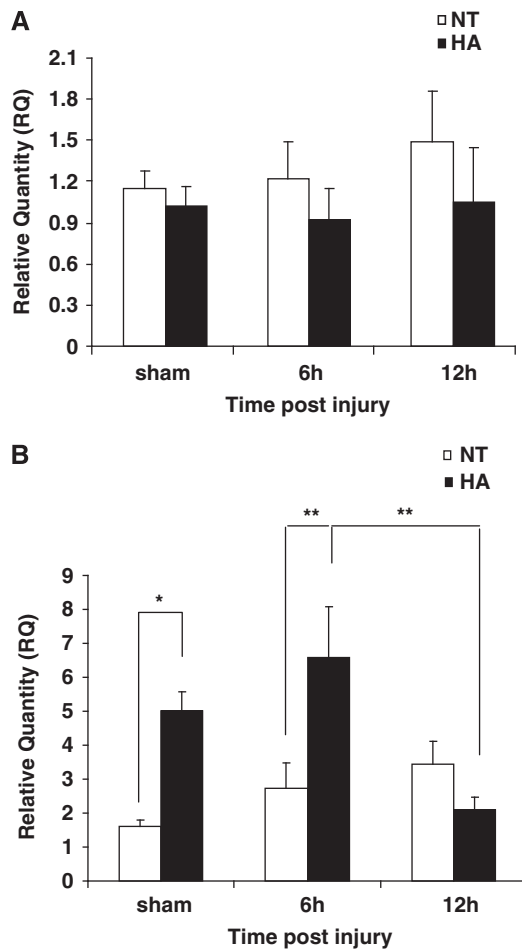 A
NT
HA
2.1
1.8
1.5
1.2
0.9
0.6
0.3
0
Relative Quantity (RQ)
sham 6h 12h
Time post injury
B
NT
HA
** **
*
9
8
7
6
5
4
3
2
1
0
Relative Quantity (RQ)
sham 6h 12h
Time post injury